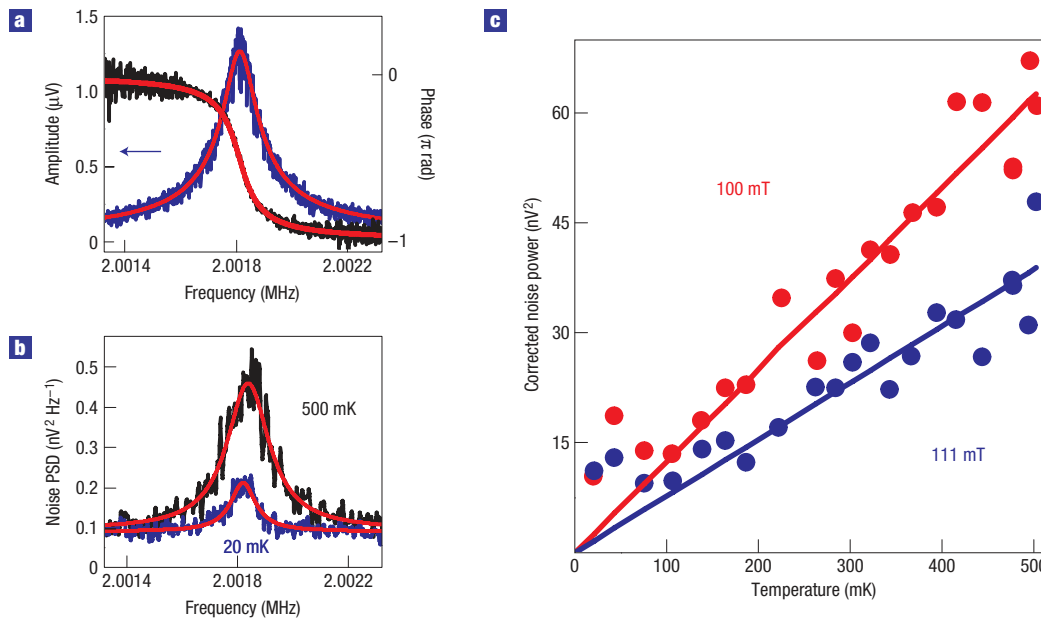 a
1.5
1.0
0.5
0
Amplitude (μV)
0
−1
Phase (π rad)
2.0014
2.0018
2.0022
Frequency (MHz)
b
0.5
0.4
0.3
0.2
0.1
0
Noise PSD (nV² Hz⁻¹)
500 mK
20 mK
2.0014
2.0018
2.0022
Frequency (MHz)
c
60
45
30
15
Corrected noise power (nV²)
100 mT
111 mT
0
100
200
300
400
500
Temperature (mK)